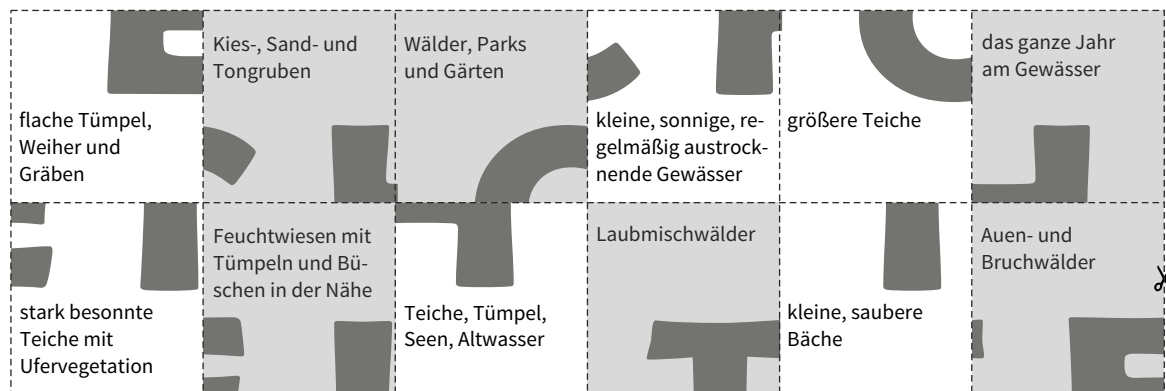 flache Tümpel,
Weiher und
Gräben
Kies-, Sand- und
Tongruben
Wälder, Parks
und Gärten
kleine, sonnige, re-
gelmäßig austrock-
nende Gewässer
größere Teiche
das ganze Jahr
am Gewässer
stark besonnte
Teiche mit
Ufervegetation
Feuchtwiesen mit
Tümpeln und Bü-
schen in der Nähe
Teiche, Tümpel,
Seen, Altwasser
Laubmischwälder
kleine, saubere
Bäche
Auen- und
Bruchwälder